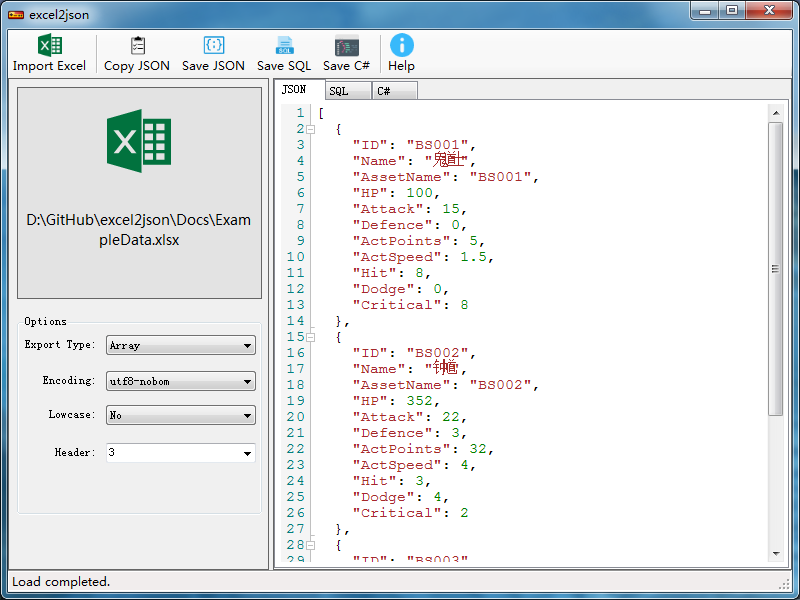 excel2json
Import Excel
Copy JSON
Save JSON
Save SQL
Save C#
Help
D:\GitHub\excel2json\Docs\Exam
pleData.xlsx
Options
Export Type: Array
Encoding: utf8-nobom
Lowcase: No
Header: 3
JSON SQL C#
1 [
2 {
3 "ID": "BS001",
4 "Name": "鬼道士",
5 "AssetName": "BS001",
6 "HP": 100,
7 "Attack": 15,
8 "Defence": 0,
9 "ActPoints": 5,
10 "ActSpeed": 1.5,
11 "Hit": 8,
12 "Dodge": 0,
13 "Critical": 8
14 },
15 {
16 "ID": "BS002",
17 "Name": "钟馗",
18 "AssetName": "BS002",
19 "HP": 352,
20 "Attack": 22,
21 "Defence": 3,
22 "ActPoints": 32,
23 "ActSpeed": 4,
24 "Hit": 3,
25 "Dodge": 4,
26 "Critical": 2
27 },
28 {
29 "ID": "BS003"
Load completed.